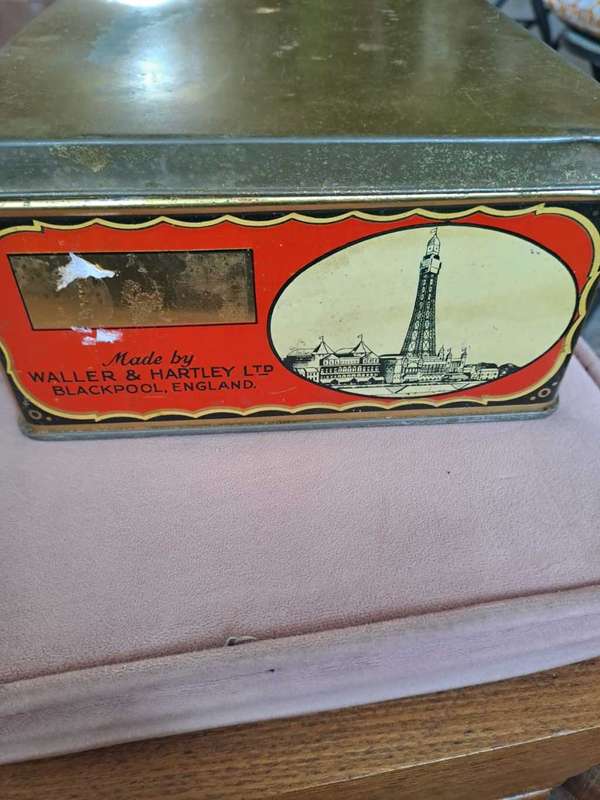 Made by
WALLER & HARTLEY LTD
BLACKPOOL, ENGLAND.